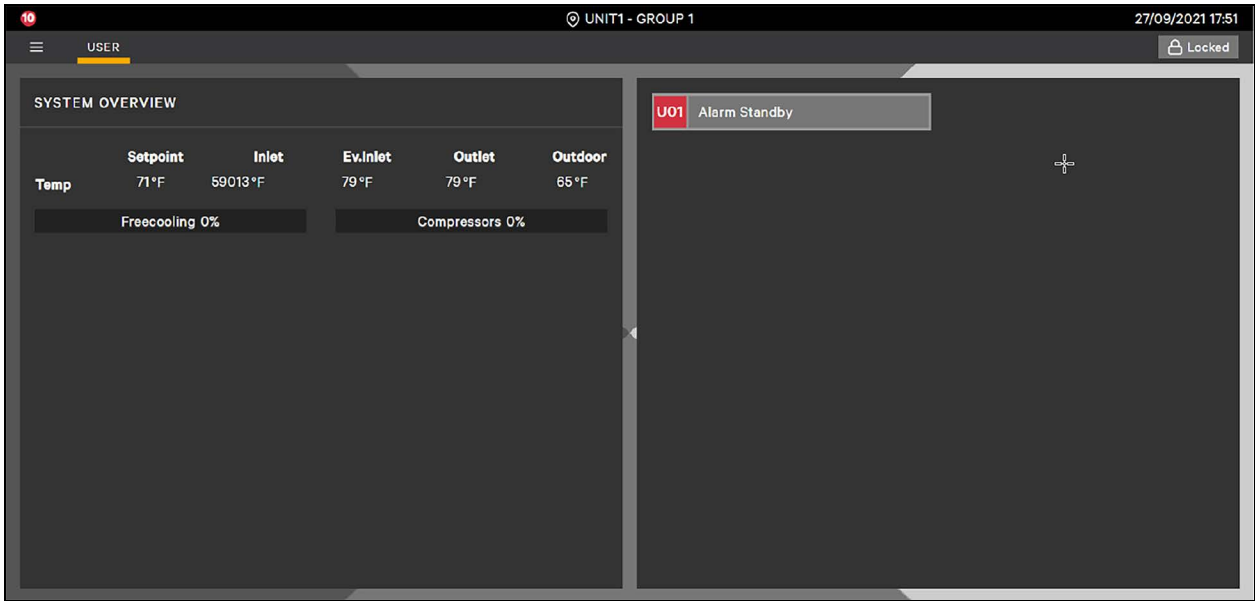 10 UNIT1 - GROUP 1 27/09/2021 17:51
USER Locked
SYSTEM OVERVIEW
Setpoint Inlet Ev.Inlet Outlet Outdoor
Temp 71°F 59013°F 79°F 79°F 65°F
Freecooling 0% Compressors 0%
U01 Alarm Standby